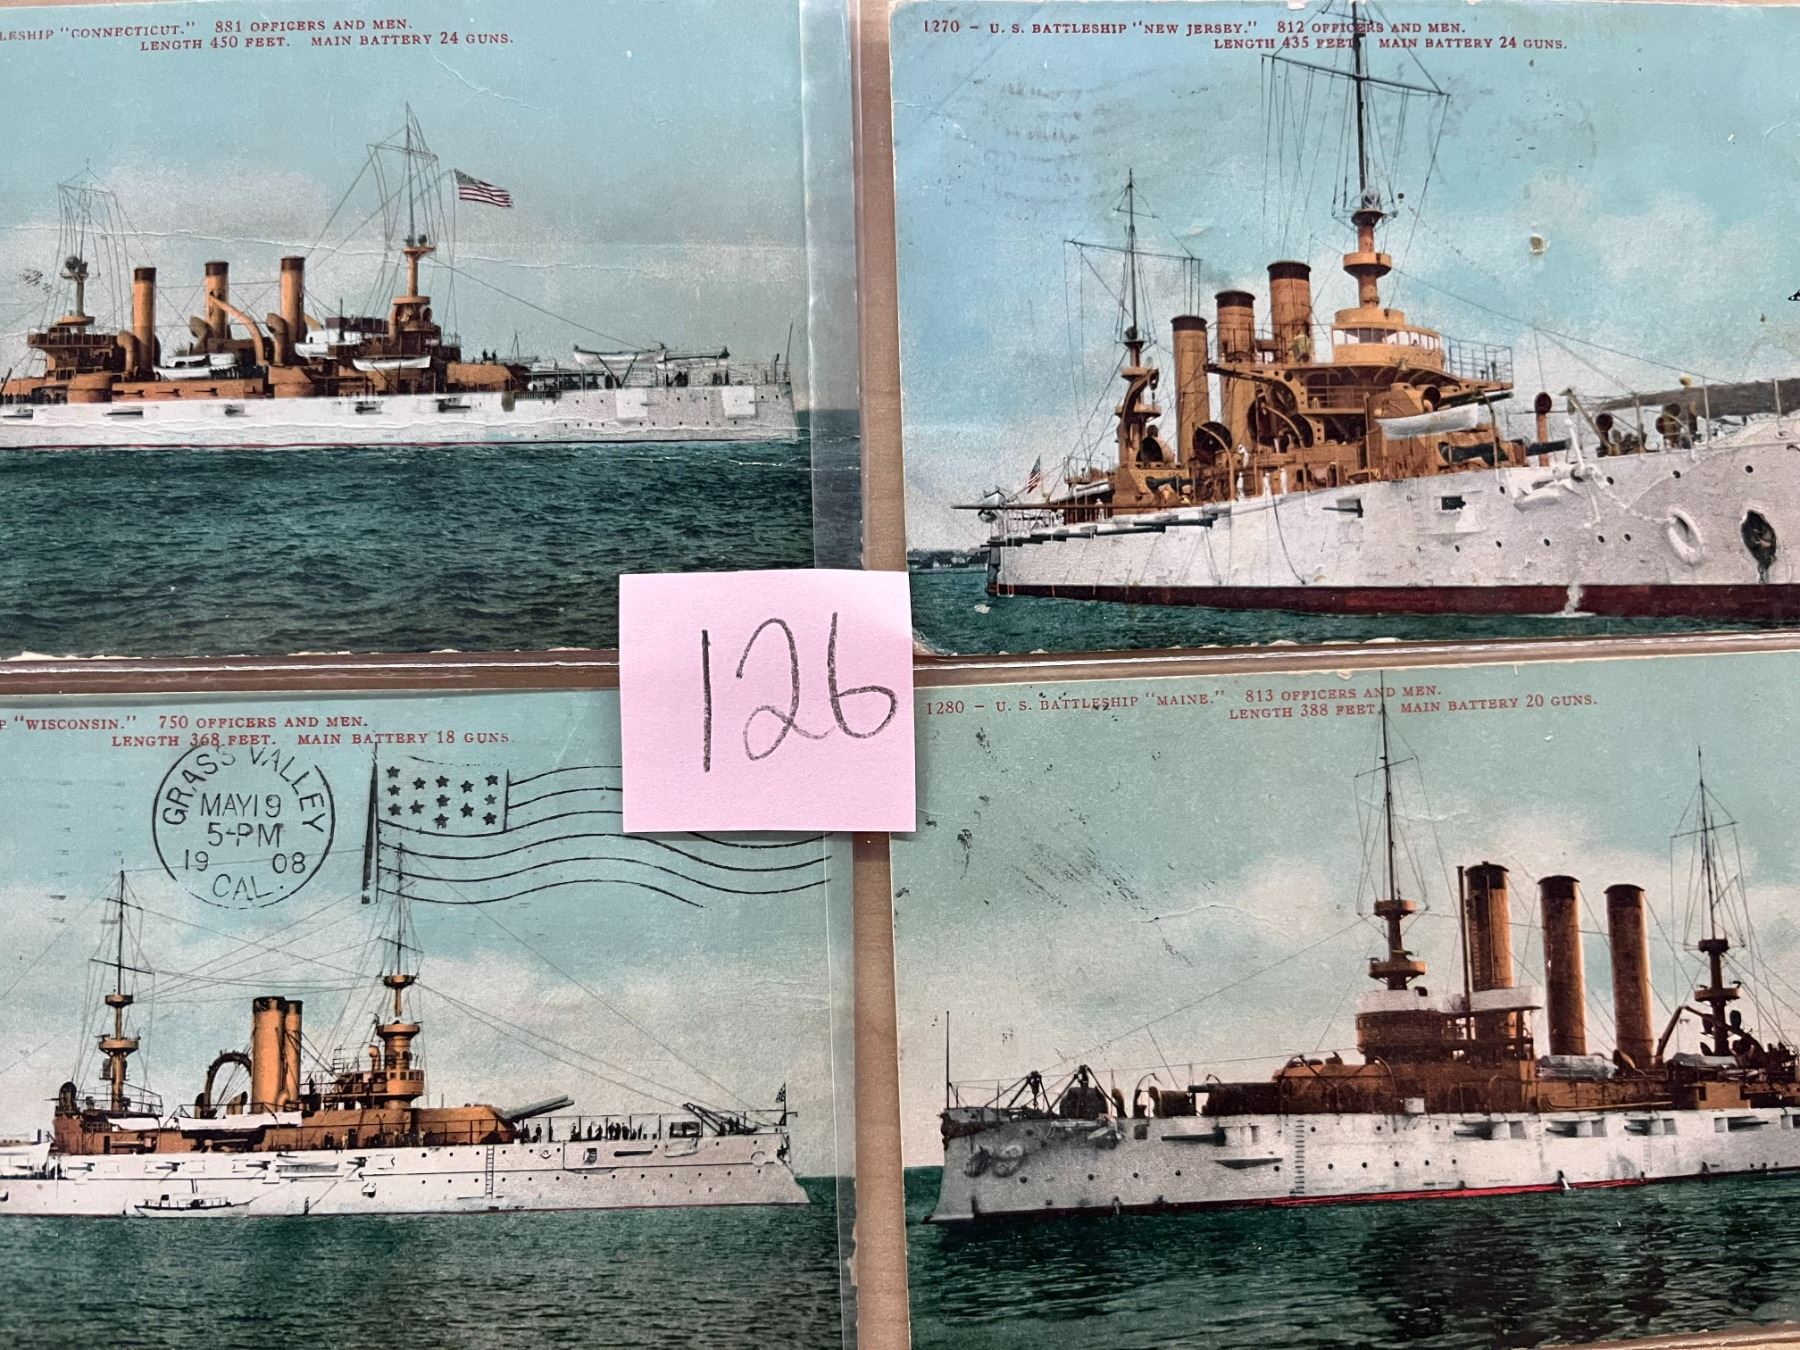 LESHIP "CONNECTICUT." 881 OFFICERS AND MEN.
LENGTH 450 FEET. MAIN BATTERY 24 GUNS.
1270 - U. S. BATTLESHIP "NEW JERSEY." 812 OFFICERS AND MEN.
LENGTH 435 FEET. MAIN BATTERY 24 GUNS.
126
P "WISCONSIN." 750 OFFICERS AND MEN.
LENGTH 368 FEET. MAIN BATTERY 18 GUNS.
GRASS VALLEY
MAY 19
5-PM
1908
CAL.
1280 - U. S. BATTLESHIP "MAINE." 813 OFFICERS AND MEN.
LENGTH 388 FEET. MAIN BATTERY 20 GUNS.